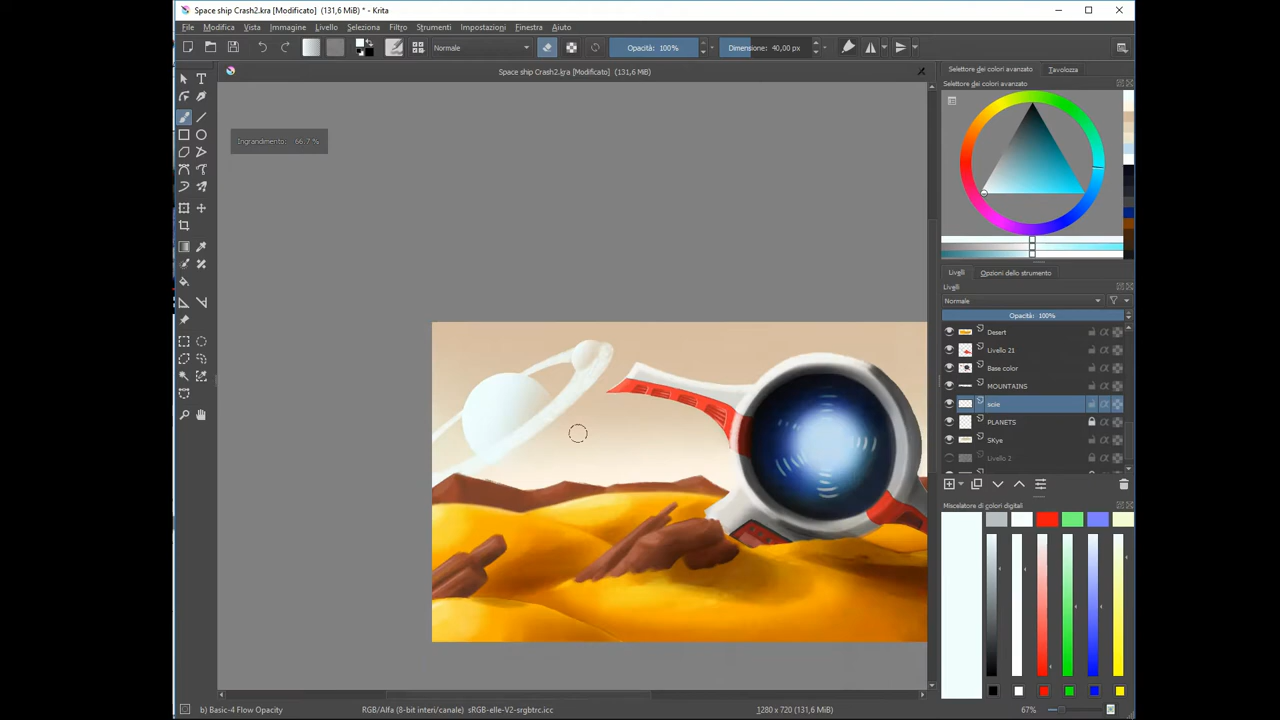 Space ship Crash2.kra [Modificato] (131,6 MiB) * - Krita
File Modifica Vista Immagine Livello Seleziona Filtro Strumenti Impostazioni Finestra Aiuto
Normale Opacità: 100% Dimensione: 40,00 px
Space ship Crash2.kra [Modificato] (131,6 MiB)
Selettore dei colori avanzato Tavolozza
Selettore dei colori avanzato
Ingrandimento: 66.7 %
Livelli Opzioni dello strumento
Livelli
Normale
Opacità: 100%
Desert
Livello 21
Base color
MOUNTAINS
scie
PLANETS
SKye
Livello 2
Miscelatore di colori digitali
b) Basic-4 Flow Opacity RGB/Alfa (8-bit interi/canale) sRGB-elle-V2-srgbtrc.icc 1280 x 720 (131,6 MiB) 67%